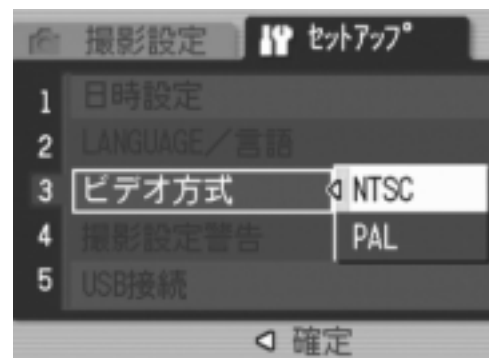 撮影設定 セットアップ
1 日時設定
2 LANGUAGE/言語
3 ビデオ方式 NTSC
4 撮影設定警告 PAL
5 USB接続
確定